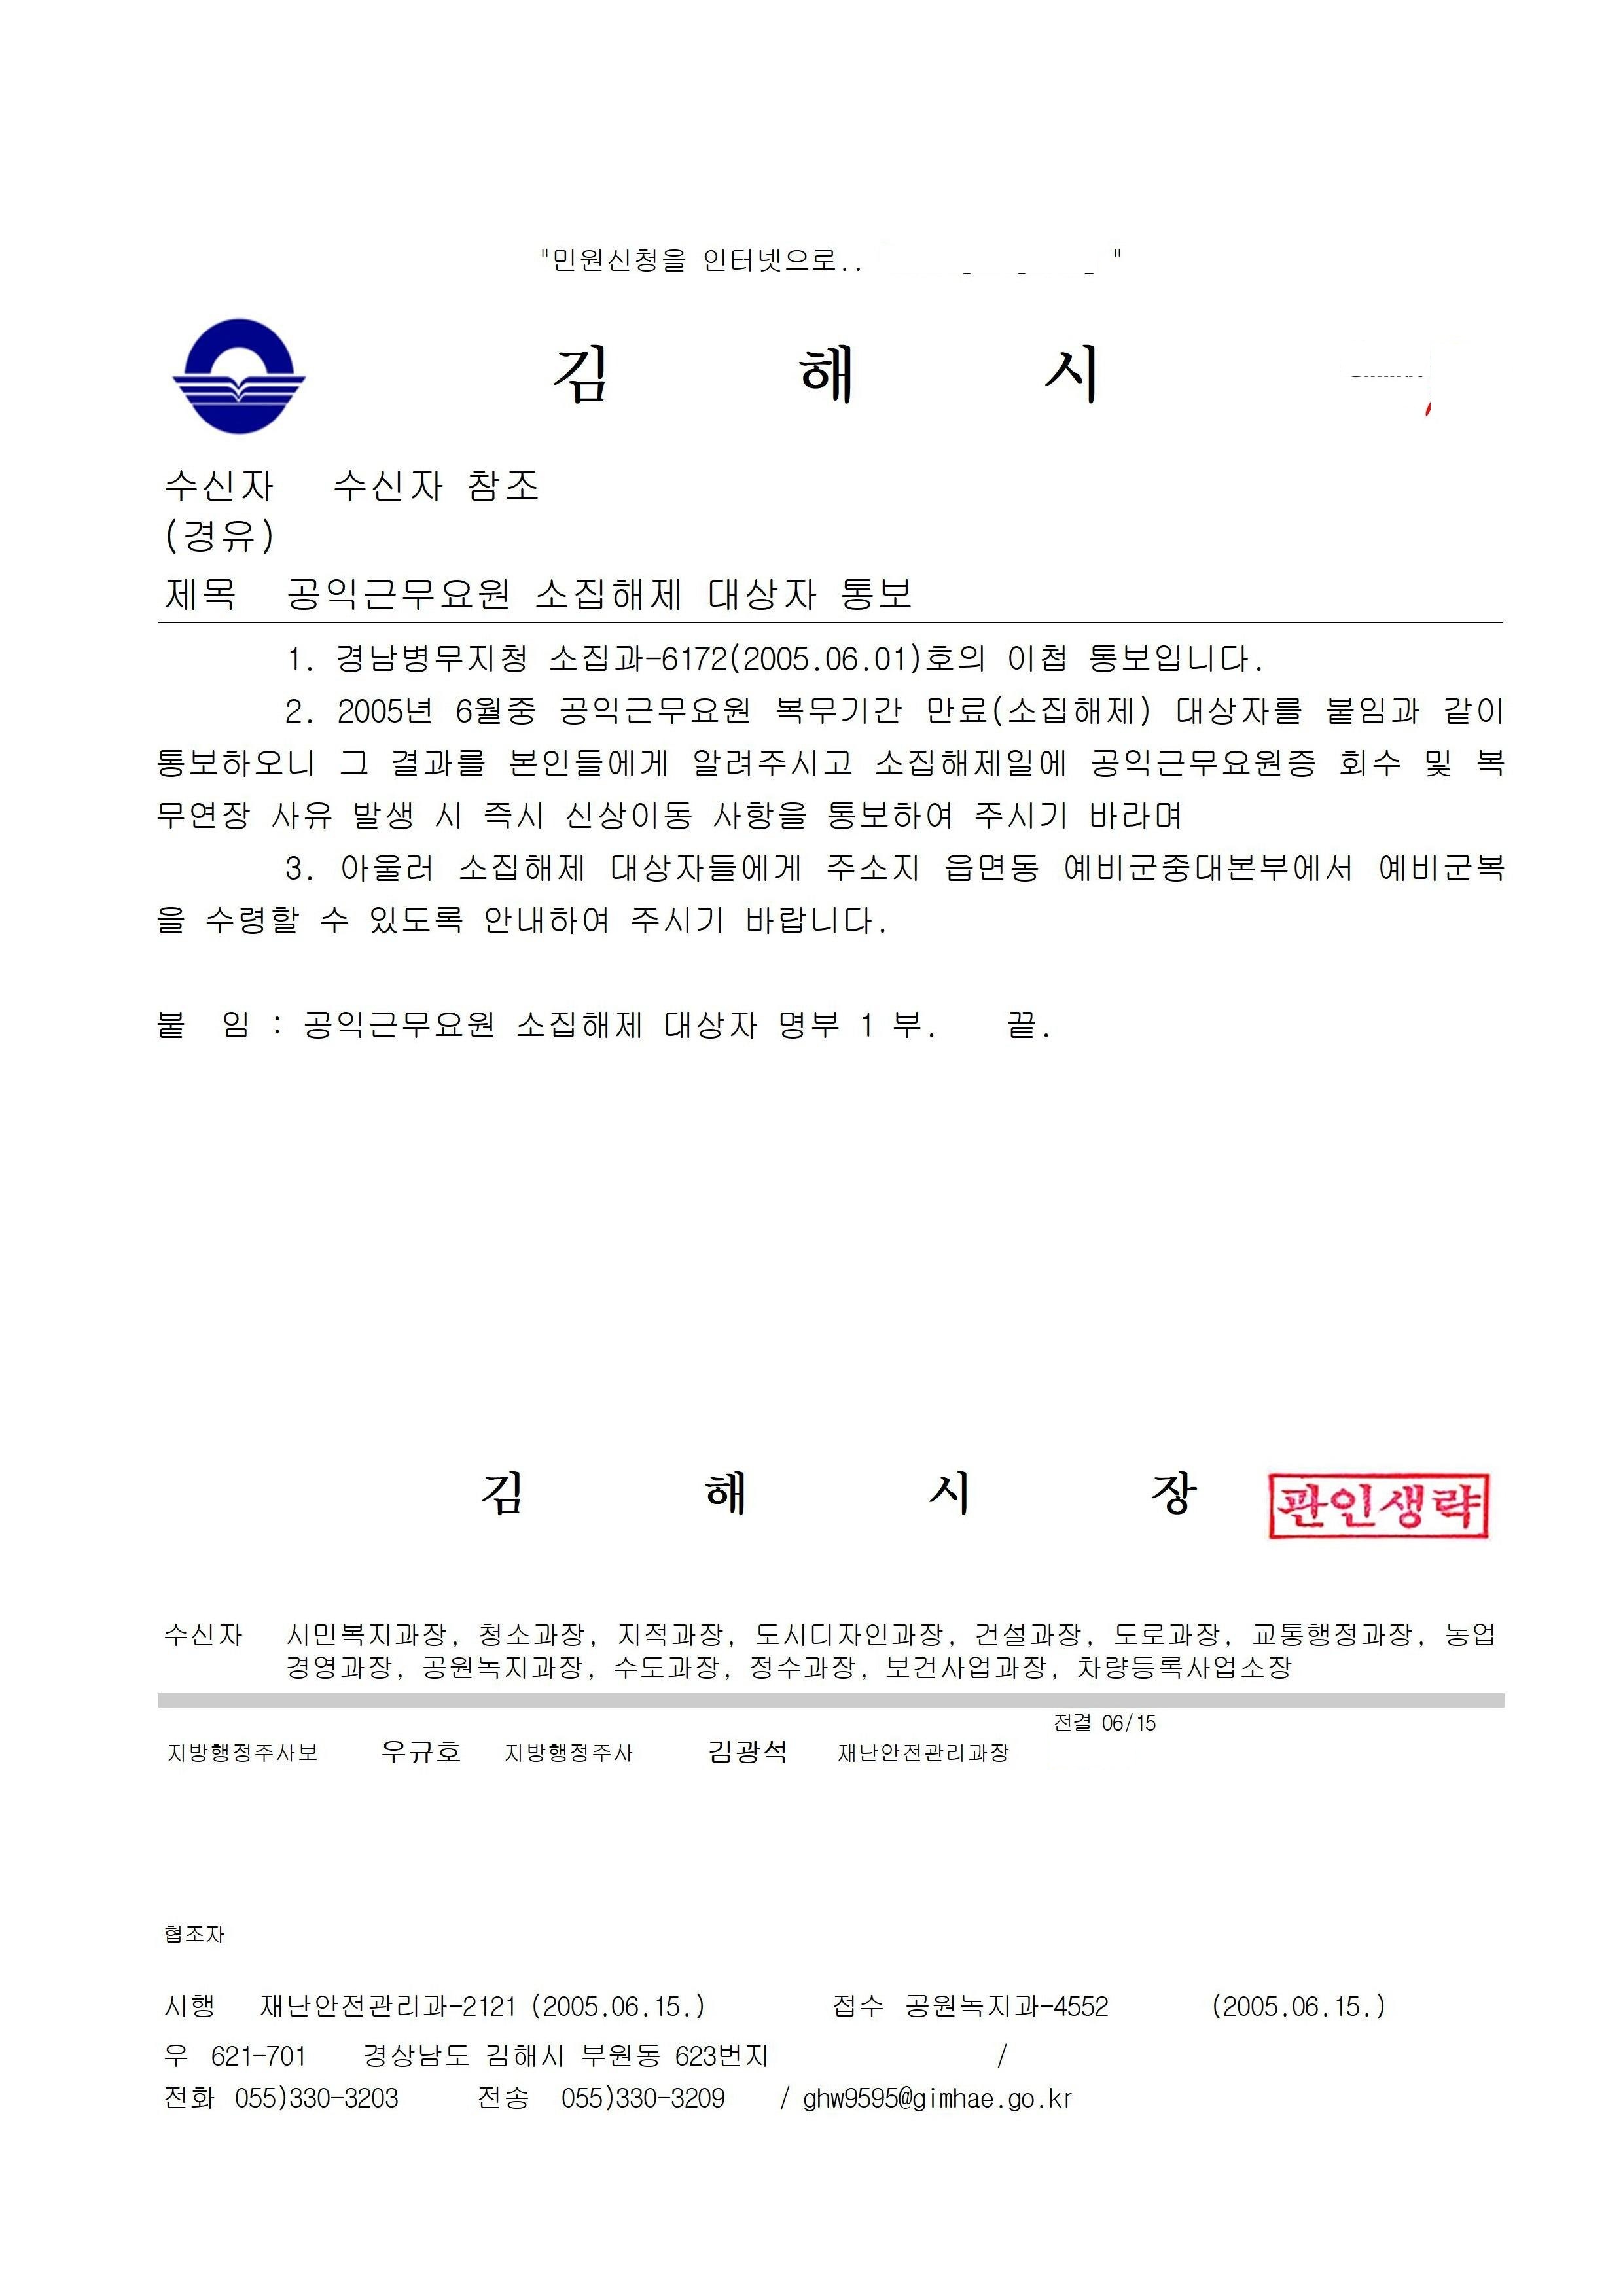 "민원신청을 인터넷으로.. "
김 해 시
수신자 수신자 참조
(경유)
제목 공익근무요원 소집해제 대상자 통보
1. 경남병무지청 소집과-6172(2005.06.01)호의 이첩 통보입니다.
2. 2005년 6월중 공익근무요원 복무기간 만료(소집해제) 대상자를 붙임과 같이
통보하오니 그 결과를 본인들에게 알려주시고 소집해제일에 공익근무요원증 회수 및 복
무연장 사유 발생 시 즉시 신상이동 사항을 통보하여 주시기 바라며
3. 아울러 소집해제 대상자들에게 주소지 읍면동 예비군중대본부에서 예비군복
을 수령할 수 있도록 안내하여 주시기 바랍니다.
붙 임 : 공익근무요원 소집해제 대상자 명부 1 부. 끝.
김 해 시 장 관인생략
수신자 시민복지과장, 청소과장, 지적과장, 도시디자인과장, 건설과장, 도로과장, 교통행정과장, 농업
경영과장, 공원녹지과장, 수도과장, 정수과장, 보건사업과장, 차량등록사업소장
전결 06/15
지방행정주사보 우규호 지방행정주사 김광석 재난안전관리과장
협조자
시행 재난안전관리과-2121 (2005.06.15.) 접수 공원녹지과-4552 (2005.06.15.)
우 621-701 경상남도 김해시 부원동 623번지 /
전화 055)330-3203 전송 055)330-3209 / ghw9595@gimhae.go.kr